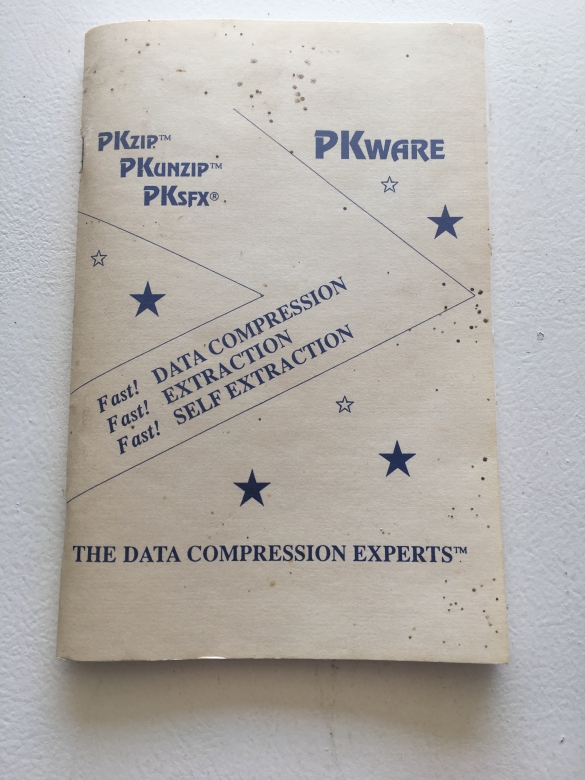 PKZIP™
PKUNZIP™
PKSFX®
PKWARE
Fast! DATA COMPRESSION
Fast! EXTRACTION
Fast! SELF EXTRACTION
THE DATA COMPRESSION EXPERTS™